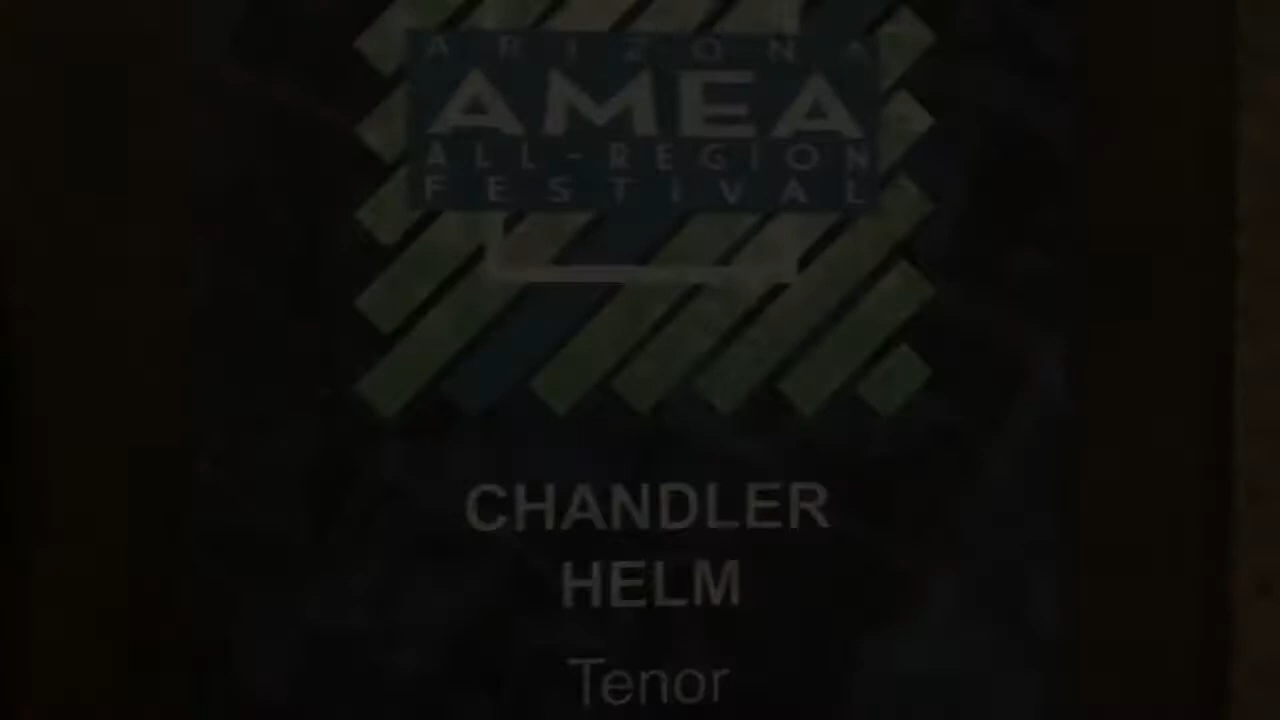 ARIZONA
AMEA
ALL-REGION
FESTIVAL
CHANDLER
HELM
Tenor